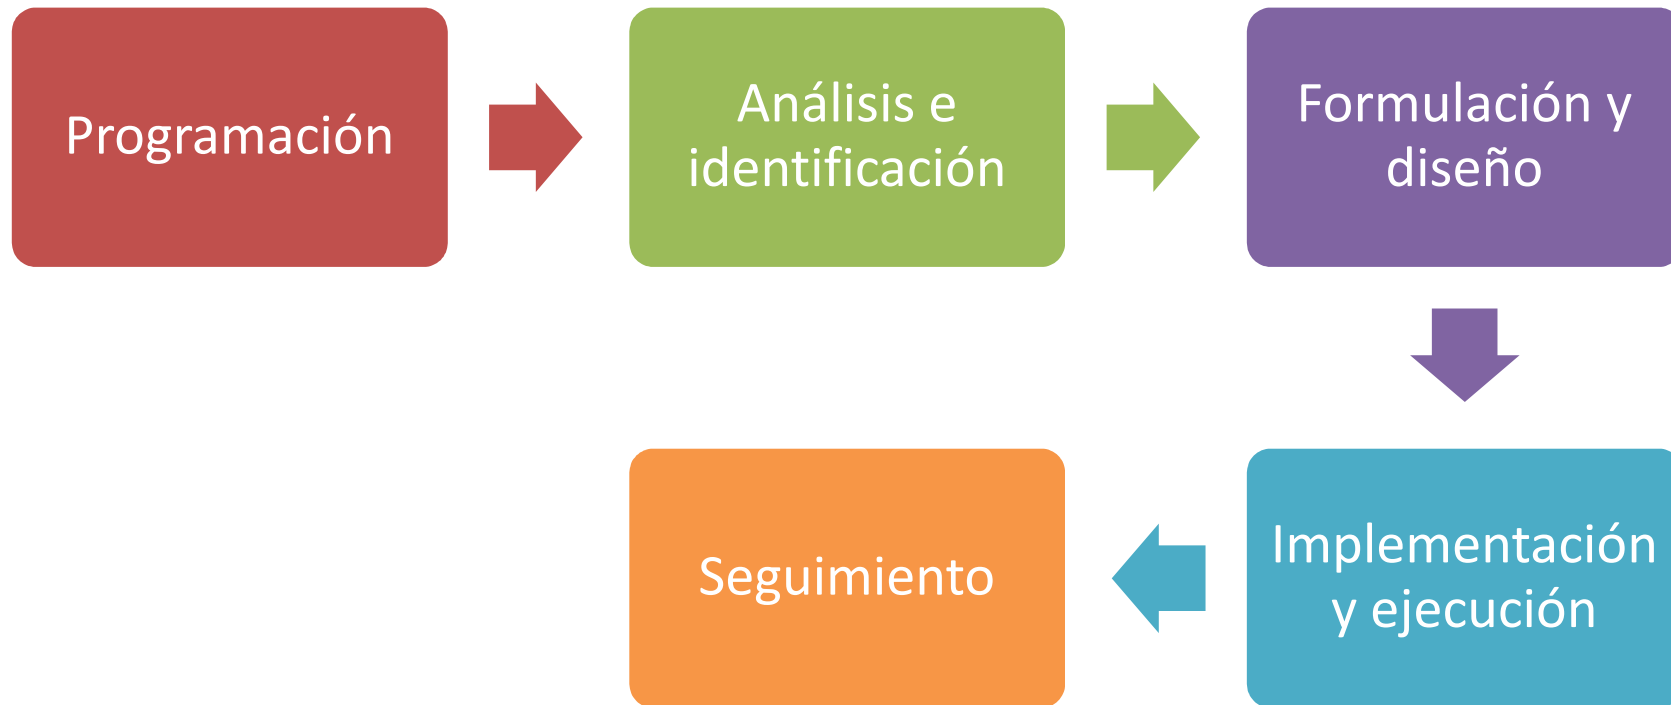 Programación
Análisis e
identificación
Formulación y
diseño
Implementación
y ejecución
Seguimiento